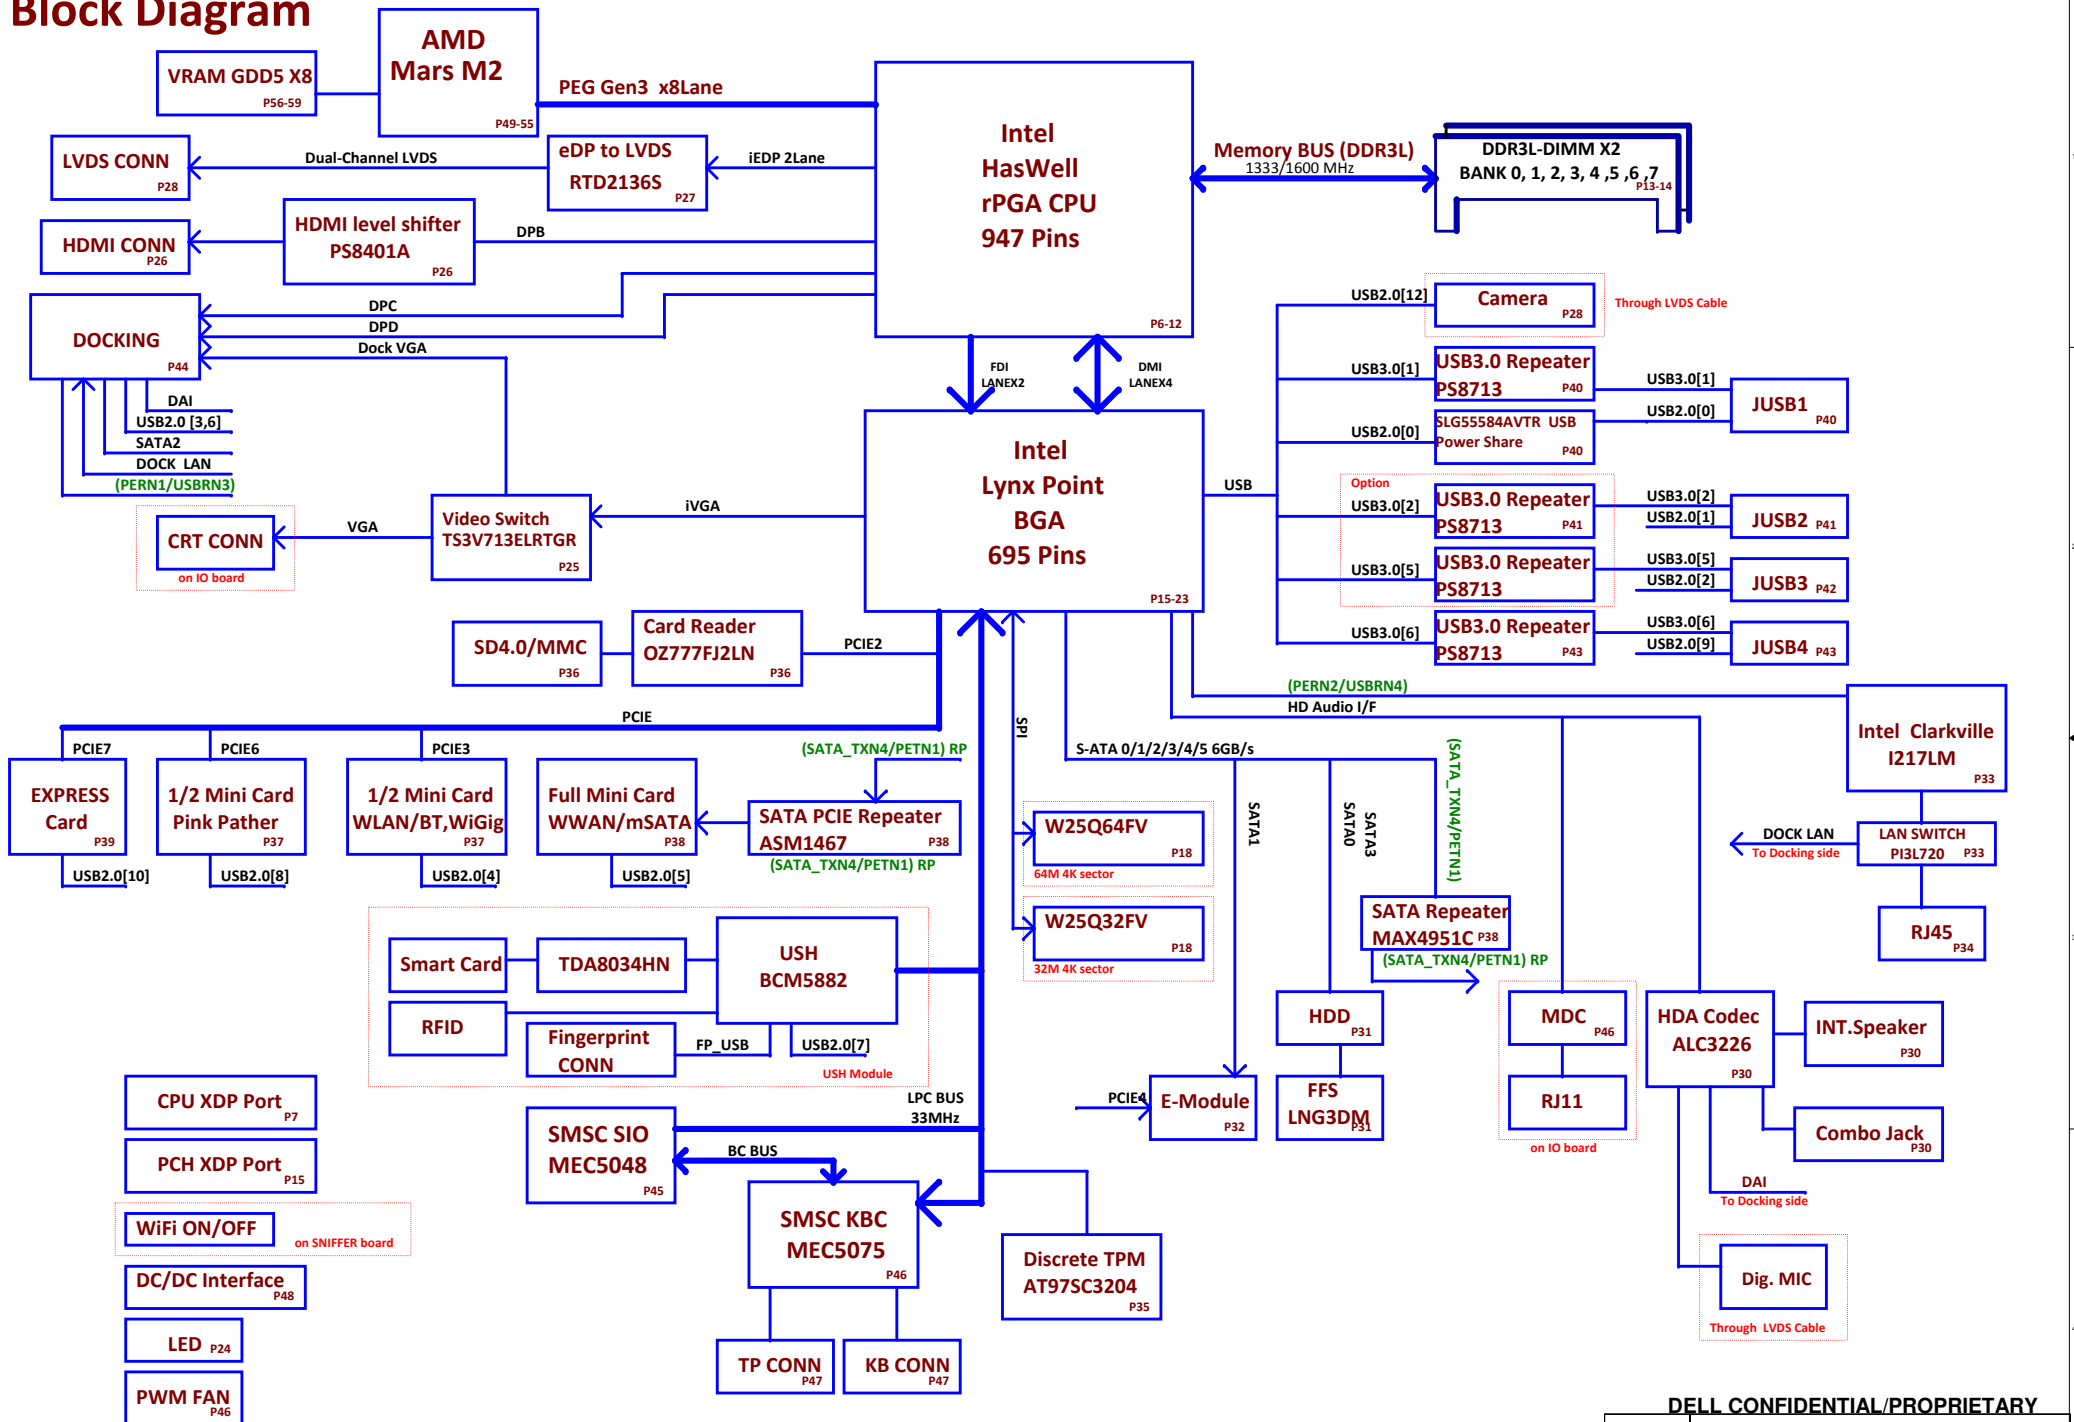 Block Diagram
AMD
Mars M2
P49-55
VRAM GDD5 X8
P56-59
PEG Gen3 x8Lane
LVDS CONN
P28
Dual-Channel LVDS
eDP to LVDS
RTD2136S
P27
iEDP 2Lane
HDMI CONN
P26
HDMI level shifter
PS8401A
P26
DPB
Intel
HasWell
rPGA CPU
947 Pins
P6-12
Memory BUS (DDR3L)
1333/1600 MHz
DDR3L-DIMM X2
BANK 0, 1, 2, 3, 4 ,5 ,6 ,7
P13-14
DOCKING
P44
DPC
DPD
Dock VGA
DAI
USB2.0 [3,6]
SATA2
DOCK LAN
(PERN1/USBRN3)
FDI
LANEX2
DMI
LANEX4
CRT CONN
on IO board
VGA
Video Switch
TS3V713ELRTGR
P25
iVGA
Intel
Lynx Point
BGA
695 Pins
P15-23
USB
USB2.0[12]
Camera
P28
Through LVDS Cable
USB3.0[1]
USB3.0 Repeater
PS8713
P40
USB3.0[1]
JUSB1
P40
USB2.0[0]
SLG55584AVTR USB
Power Share
P40
USB2.0[0]
Option
USB3.0[2]
USB3.0 Repeater
PS8713
P41
USB3.0[2]
USB2.0[1]
JUSB2
P41
USB3.0[5]
USB3.0 Repeater
PS8713
USB3.0[5]
USB2.0[2]
JUSB3
P42
USB3.0[6]
USB3.0 Repeater
PS8713
P43
USB3.0[6]
USB2.0[9]
JUSB4
P43
SD4.0/MMC
P36
Card Reader
OZ777FJ2LN
P36
PCIE2
(PERN2/USBRN4)
HD Audio I/F
Intel Clarkville
I217LM
P33
PCIE
SPI
PCIE7
EXPRESS
Card
P39
USB2.0[10]
PCIE6
1/2 Mini Card
Pink Pather
P37
USB2.0[8]
PCIE3
1/2 Mini Card
WLAN/BT,WiGig
P37
USB2.0[4]
Full Mini Card
WWAN/mSATA
P38
USB2.0[5]
(SATA_TXN4/PETN1) RP
SATA PCIE Repeater
ASM1467
P38
(SATA_TXN4/PETN1) RP
S-ATA 0/1/2/3/4/5 6GB/s
W25Q64FV
P18
64M 4K sector
W25Q32FV
P18
32M 4K sector
SATA1
SATA0
SATA3
(SATA_TXN4/PETN1)
SATA Repeater
MAX4951C
P38
(SATA_TXN4/PETN1) RP
DOCK LAN
To Docking side
LAN SWITCH
PI3L720
P33
RJ45
P34
Smart Card
TDA8034HN
USH
BCM5882
RFID
Fingerprint
CONN
FP_USB
USB2.0[7]
USH Module
HDD
P31
FFS
LNG3DM
P31
PCIE4
E-Module
P32
MDC
P46
RJ11
on IO board
HDA Codec
ALC3226
P30
INT.Speaker
P30
Combo Jack
P30
DAI
To Docking side
Dig. MIC
Through LVDS Cable
CPU XDP Port
P7
PCH XDP Port
P15
WiFi ON/OFF
on SNIFFER board
DC/DC Interface
P48
LED
P24
PWM FAN
P46
LPC BUS
33MHz
SMSC SIO
MEC5048
P45
BC BUS
SMSC KBC
MEC5075
P46
TP CONN
P47
KB CONN
P47
Discrete TPM
AT97SC3204
P35
DELL CONFIDENTIAL/PROPRIETARY